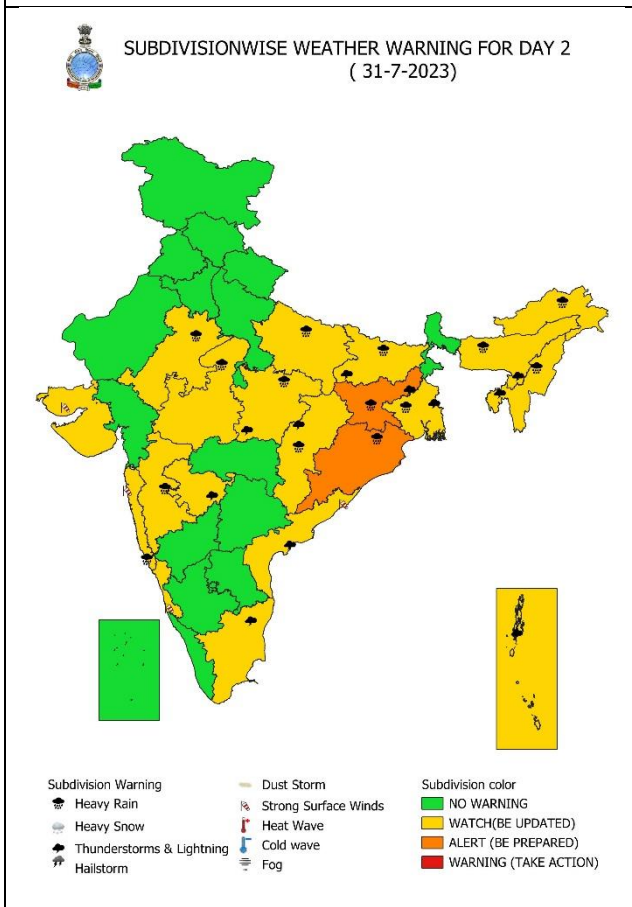 SUBDIVISIONWISE WEATHER WARNING FOR DAY 2
( 31-7-2023)
Subdivision Warning
Heavy Rain
Heavy Snow
Thunderstorms & Lightning
Hailstorm
Dust Storm
Strong Surface Winds
Heat Wave
Cold wave
Fog
Subdivision color
NO WARNING
WATCH(BE UPDATED)
ALERT (BE PREPARED)
WARNING (TAKE ACTION)